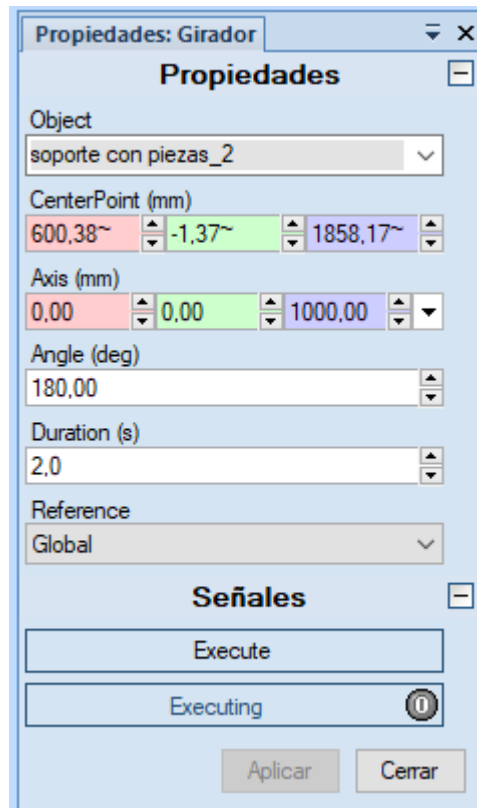 Propiedades: Girador
Propiedades
Object
soporte con piezas_2
CenterPoint (mm)
600,38~ -1,37~ 1858,17~
Axis (mm)
0,00 0,00 1000,00
Angle (deg)
180,00
Duration (s)
2,0
Reference
Global
Señales
Execute
Executing
Aplicar Cerrar